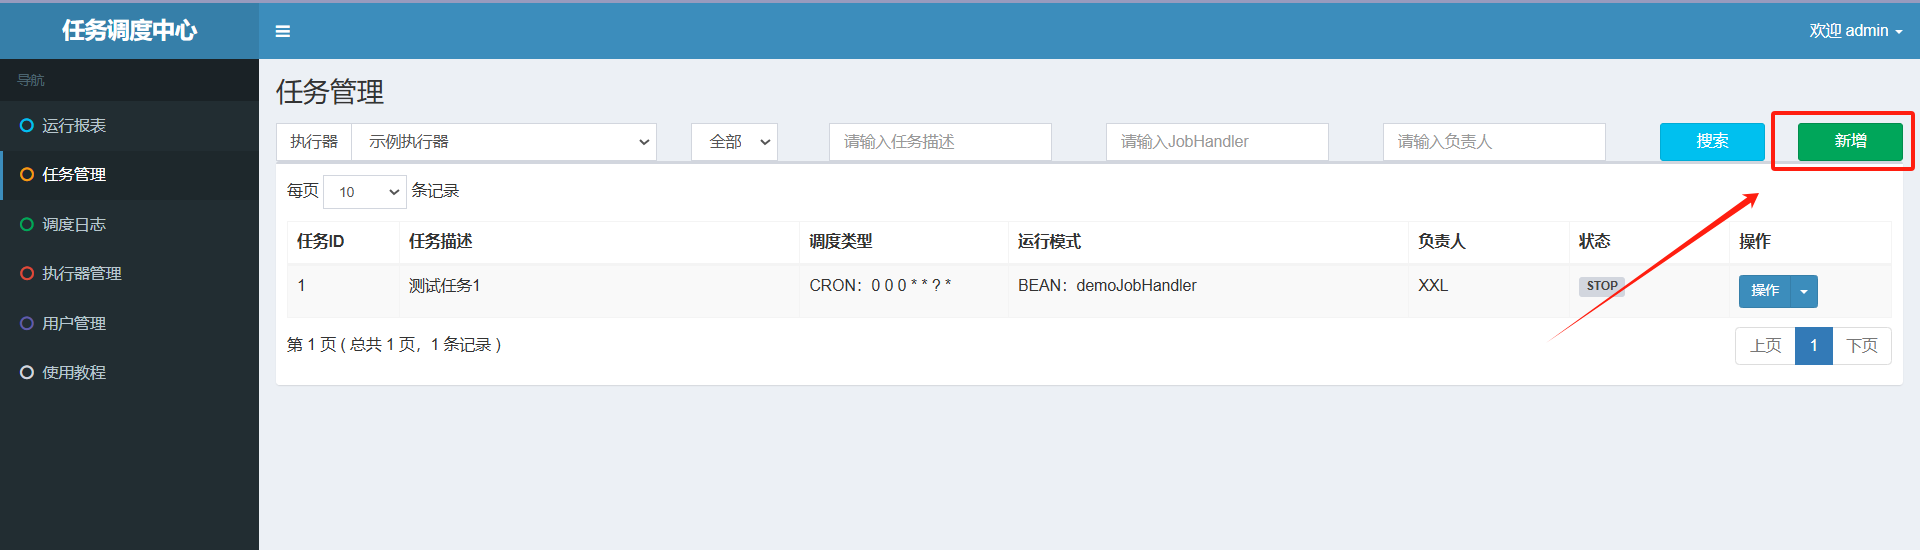 任务调度中心
欢迎 admin
导航
运行报表
任务管理
调度日志
执行器管理
用户管理
使用教程
任务管理
执行器 示例执行器 全部 请输入任务描述 请输入JobHandler 请输入负责人 搜索 新增
每页 10 条记录
任务ID 任务描述 调度类型 运行模式 负责人 状态 操作
1 测试任务1 CRON：0 0 0 * * ? * BEAN：demoJobHandler XXL STOP 操作
第 1 页 ( 总共 1 页，1 条记录 ) 上页 1 下页